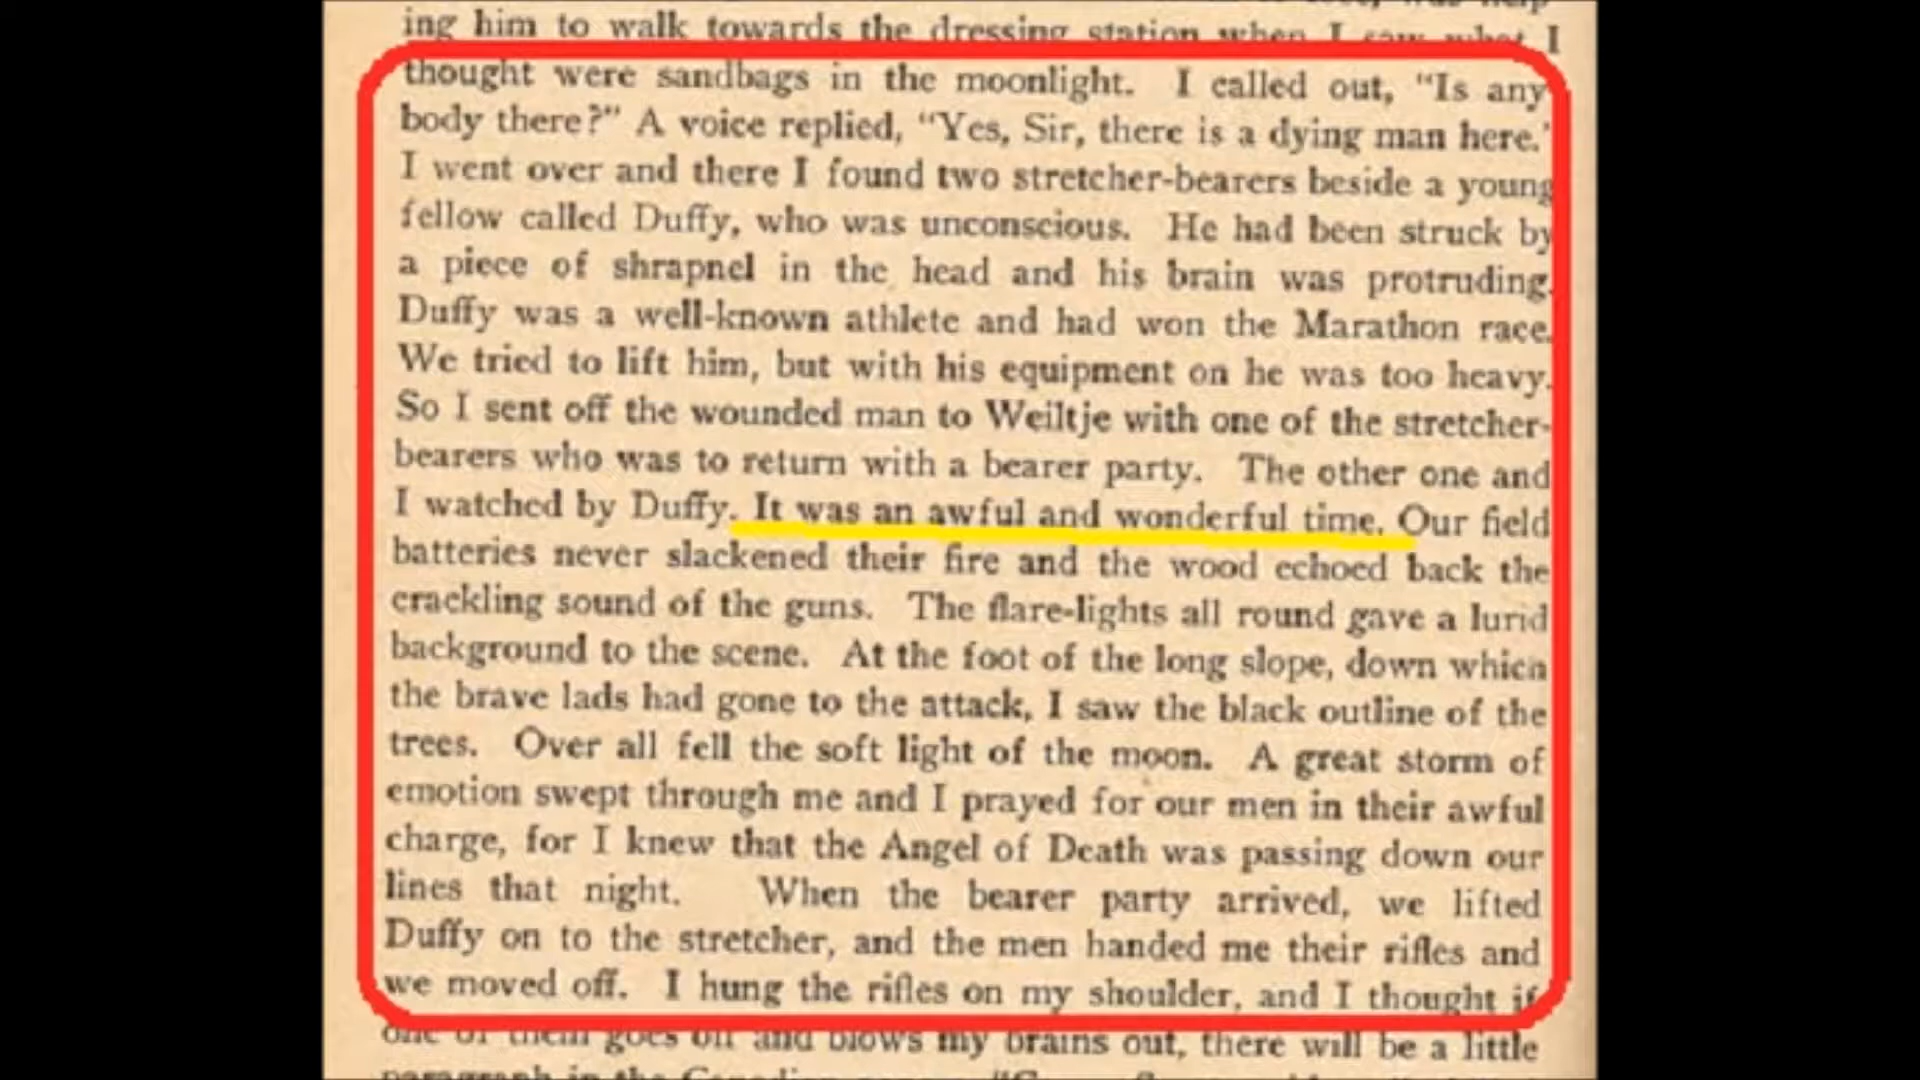 ing him to walk towards the dressing station when I saw what I
thought were sandbags in the moonlight. I called out, "Is any
body there?" A voice replied, "Yes, Sir, there is a dying man here.'
I went over and there I found two stretcher-bearers beside a young
fellow called Duffy, who was unconscious. He had been struck by
a piece of shrapnel in the head and his brain was protruding.
Duffy was a well-known athlete and had won the Marathon race.
We tried to lift him, but with his equipment on he was too heavy.
So I sent off the wounded man to Weiltje with one of the stretcher-
bearers who was to return with a bearer party. The other one and
I watched by Duffy. It was an awful and wonderful time. Our field
batteries never slackened their fire and the wood echoed back the
crackling sound of the guns. The flare-lights all round gave a lurid
background to the scene. At the foot of the long slope, down which
the brave lads had gone to the attack, I saw the black outline of the
trees. Over all fell the soft light of the moon. A great storm of
emotion swept through me and I prayed for our men in their awful
charge, for I knew that the Angel of Death was passing down our
lines that night. When the bearer party arrived, we lifted
Duffy on to the stretcher, and the men handed me their rifles and
we moved off. I hung the rifles on my shoulder, and I thought if
one of them goes off and blows my brains out, there will be a little
paragraph in the Canadian